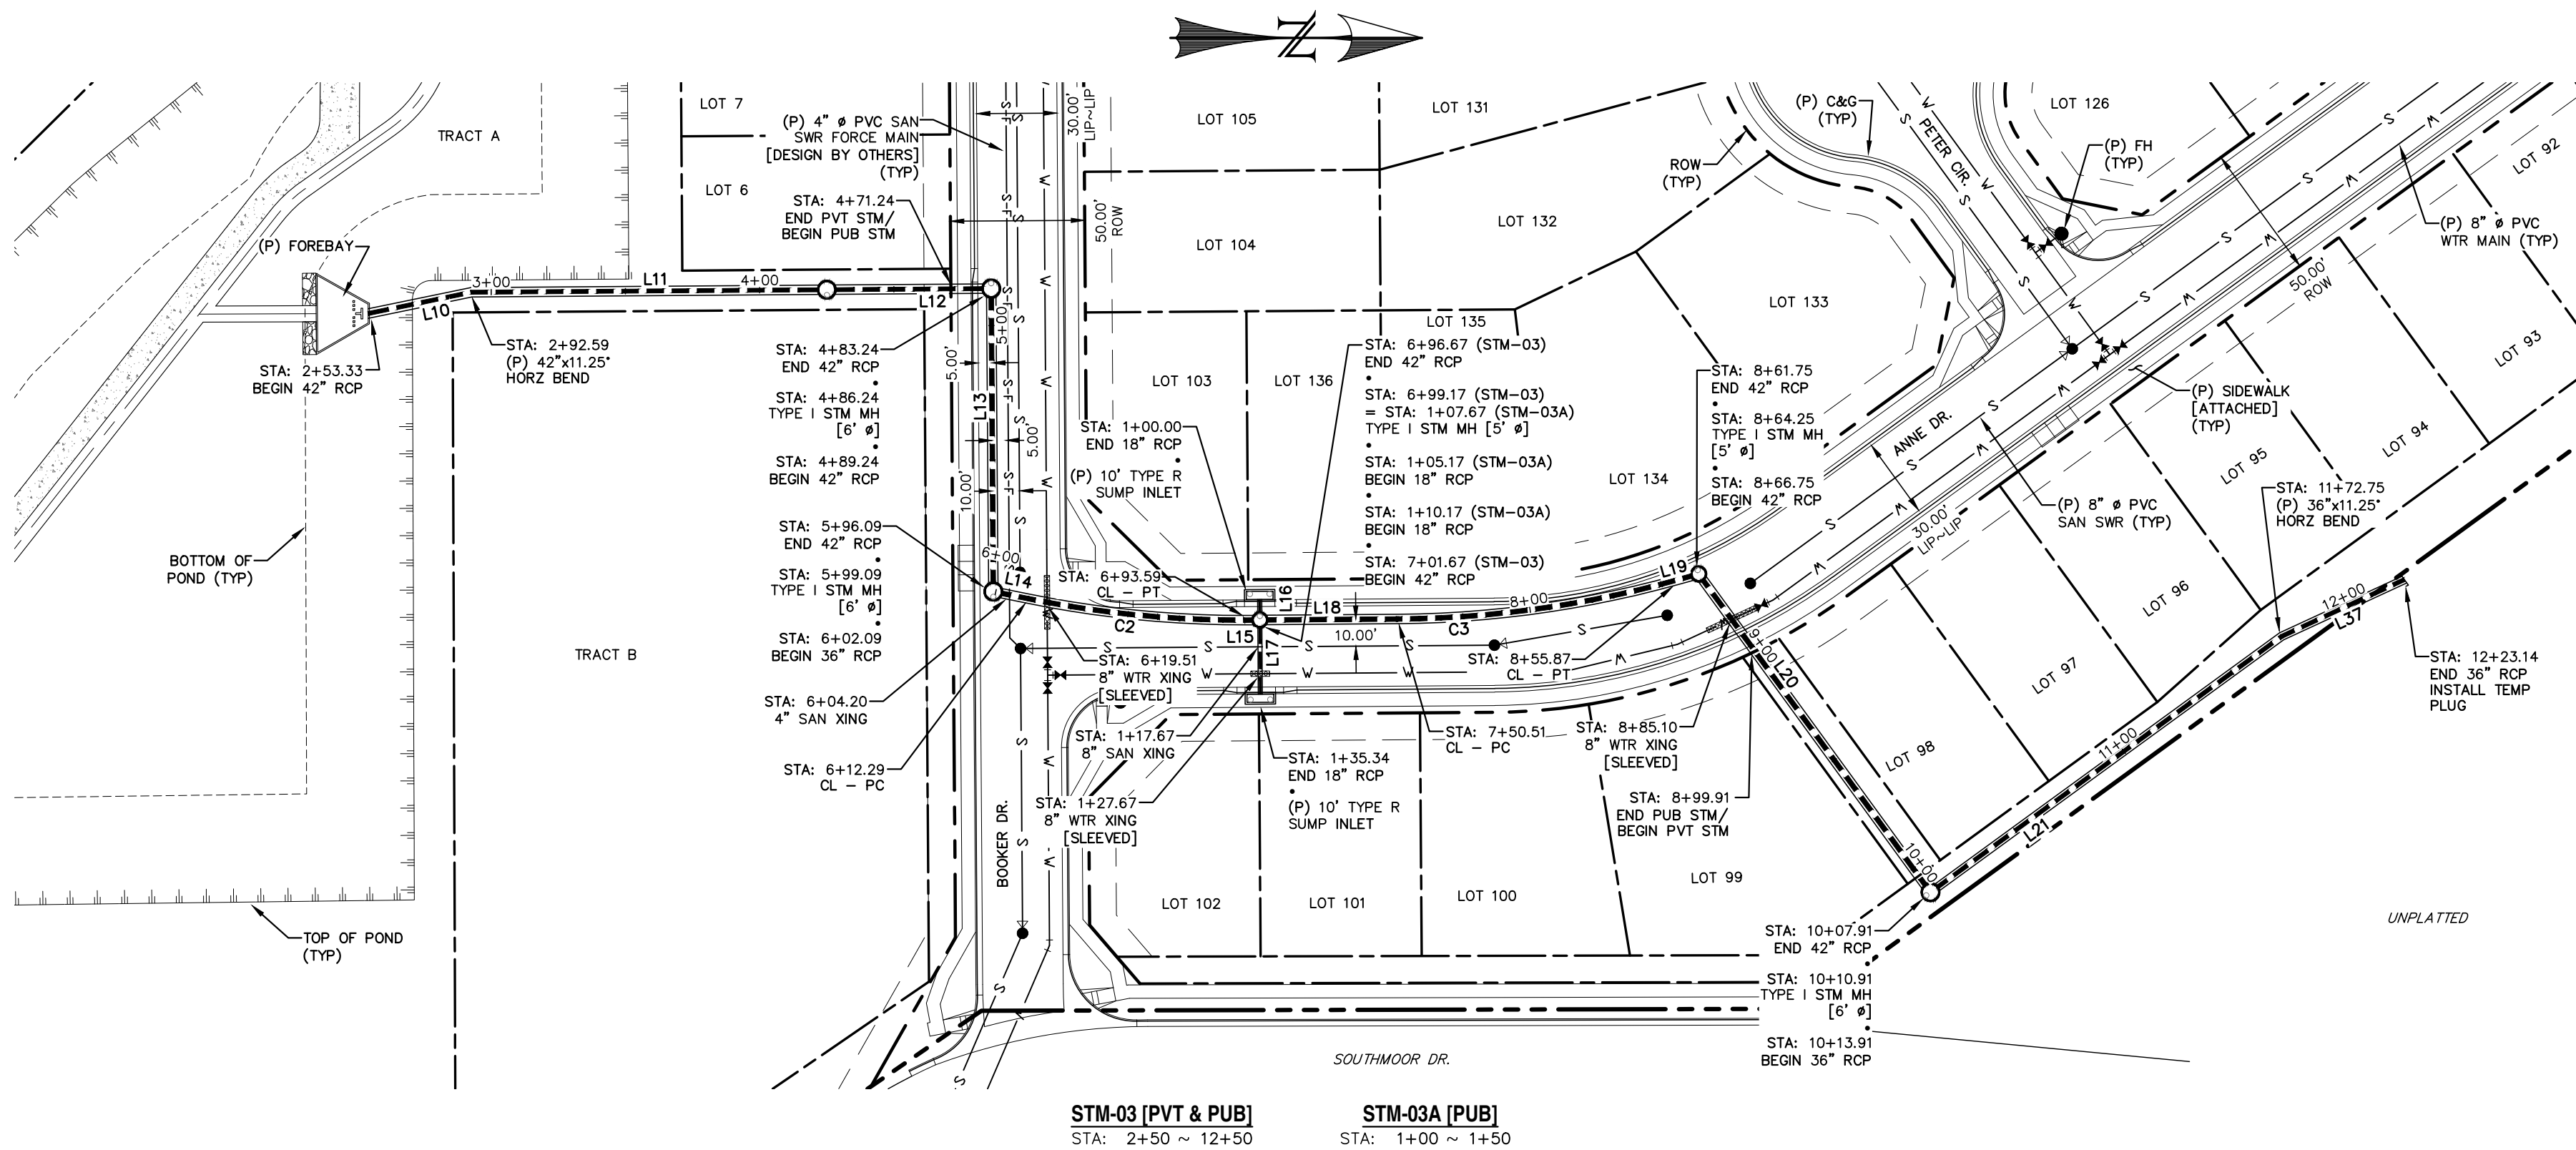 N
TRACT A
(P) FOREBAY
STA: 2+53.33
BEGIN 42" RCP
L10
3+00
L11
4+00
L12
STA: 2+92.59
(P) 42"x11.25°
HORZ BEND
BOTTOM OF
POND (TYP)
TOP OF POND
(TYP)
TRACT B
LOT 7
LOT 6
(P) 4" ø PVC SAN
SWR FORCE MAIN
[DESIGN BY OTHERS]
(TYP)
STA: 4+71.24
END PVT STM/
BEGIN PUB STM
30.00'
LIP~LIP
50.00'
ROW
STA: 4+83.24
END 42" RCP
•
STA: 4+86.24
TYPE I STM MH
[6' ø]
•
STA: 4+89.24
BEGIN 42" RCP
5+00
5.00'
L13
5.00'
10.00'
STA: 5+96.09
END 42" RCP
•
STA: 5+99.09
TYPE I STM MH
[6' ø]
•
STA: 6+02.09
BEGIN 36" RCP
6+00
L14
STA: 6+04.20
4" SAN XING
STA: 6+12.29
CL - PC
BOOKER DR.
LOT 105
LOT 104
LOT 103
LOT 136
LOT 131
LOT 132
LOT 135
LOT 133
LOT 134
STA: 1+00.00
END 18" RCP
•
(P) 10' TYPE R
SUMP INLET
STA: 6+96.67 (STM-03)
END 42" RCP
•
STA: 6+99.17 (STM-03)
= STA: 1+07.67 (STM-03A)
TYPE I STM MH [5' ø]
•
STA: 1+05.17 (STM-03A)
BEGIN 18" RCP
•
STA: 1+10.17 (STM-03A)
BEGIN 18" RCP
•
STA: 7+01.67 (STM-03)
BEGIN 42" RCP
STA: 6+93.59
CL - PT
C2
L15
L16
L17
L18
10.00'
C3
8+00
L19
STA: 6+19.51
8" WTR XING
[SLEEVED]
STA: 1+17.67
8" SAN XING
STA: 1+27.67
8" WTR XING
[SLEEVED]
STA: 1+35.34
END 18" RCP
•
(P) 10' TYPE R
SUMP INLET
STA: 7+50.51
CL - PC
STA: 8+55.87
CL - PT
STA: 8+61.75
END 42" RCP
•
STA: 8+64.25
TYPE I STM MH
[5' ø]
•
STA: 8+66.75
BEGIN 42" RCP
STA: 8+85.10
8" WTR XING
[SLEEVED]
STA: 8+99.91
END PUB STM/
BEGIN PVT STM
9+00
L20
10+00
LOT 102
LOT 101
LOT 100
LOT 99
LOT 98
LOT 97
LOT 96
LOT 95
LOT 94
LOT 93
LOT 92
LOT 126
ROW
(TYP)
(P) C&G
(TYP)
PETER CIR.
(P) FH
(TYP)
(P) 8" ø PVC
WTR MAIN (TYP)
50.00'
ROW
(P) SIDEWALK
[ATTACHED]
(TYP)
ANNE DR.
(P) 8" ø PVC
SAN SWR (TYP)
30.00'
LIP~LIP
STA: 11+72.75
(P) 36"x11.25°
HORZ BEND
12+00
L37
STA: 12+23.14
END 36" RCP
INSTALL TEMP
PLUG
11+00
L21
STA: 10+07.91
END 42" RCP
•
STA: 10+10.91
TYPE I STM MH
[6' ø]
•
STA: 10+13.91
BEGIN 36" RCP
UNPLATTED
SOUTHMOOR DR.
STM-03 [PVT & PUB]
STA: 2+50 ~ 12+50
STM-03A [PUB]
STA: 1+00 ~ 1+50